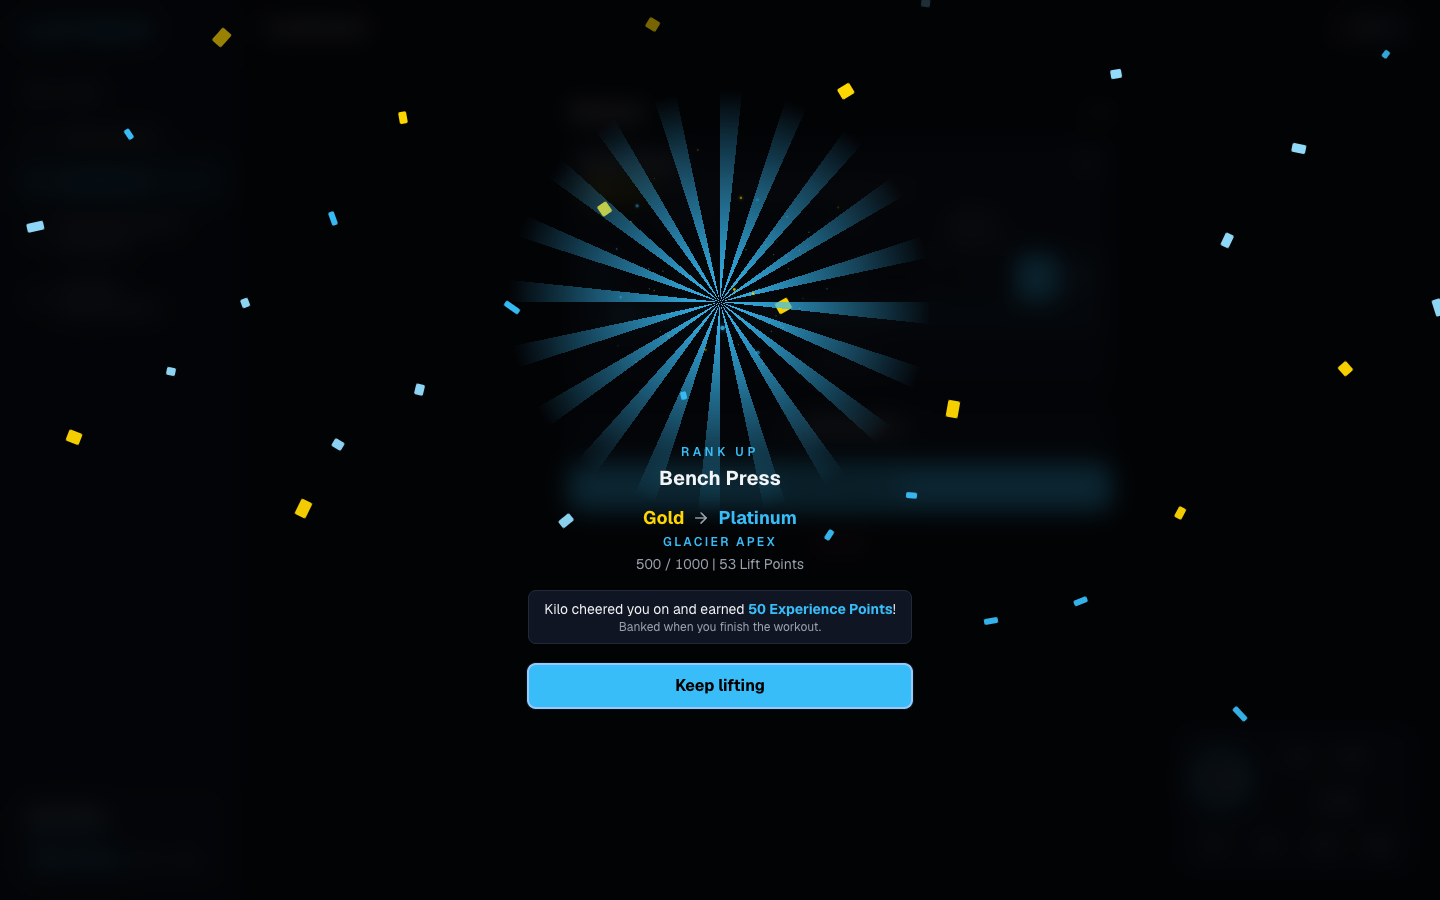 RANK UP
Bench Press
Gold → Platinum
GLACIER APEX
500 / 1000 | 53 Lift Points
Kilo cheered you on and earned 50 Experience Points!
Banked when you finish the workout.
Keep lifting